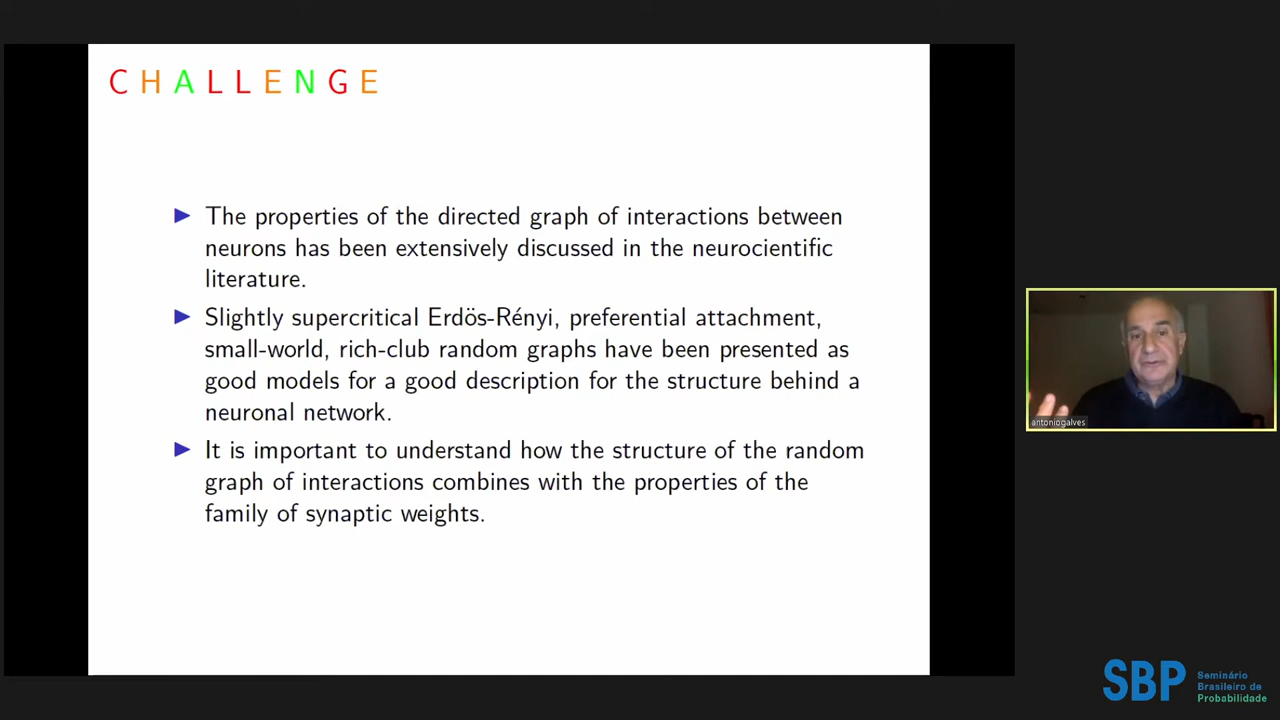 C H A L L E N G E
The properties of the directed graph of interactions between
neurons has been extensively discussed in the neurocientific
literature.
Slightly supercritical Erdös-Rényi, preferential attachment,
small-world, rich-club random graphs have been presented as
good models for a good description for the structure behind a
neuronal network.
It is important to understand how the structure of the random
graph of interactions combines with the properties of the
family of synaptic weights.
antoniogalves
SBP
Seminário
Brasileiro de
Probabilidade